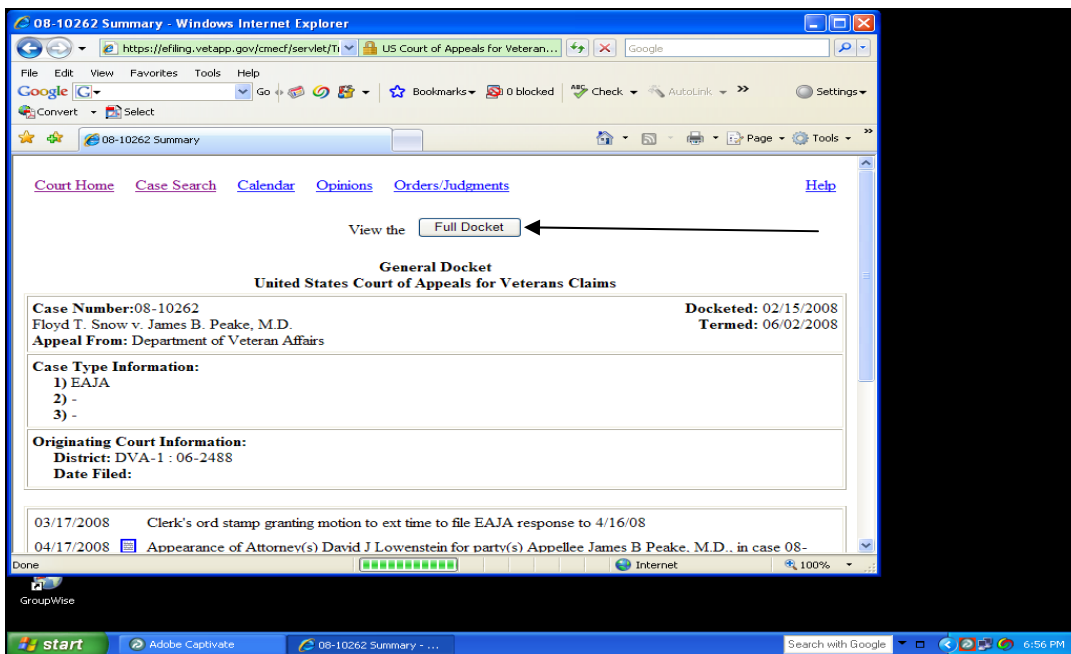 08-10262 Summary - Windows Internet Explorer
https://efiling.vetapp.gov/cmecf/servlet/Tr US Court of Appeals for Veteran... Google
File Edit View Favorites Tools Help
Google G Go Bookmarks 0 blocked ABC Check AutoLink >> Settings
Convert Select
08-10262 Summary Page Tools >>
Court Home Case Search Calendar Opinions Orders/Judgments Help
View the Full Docket
General Docket
United States Court of Appeals for Veterans Claims
Case Number:08-10262 Docketed: 02/15/2008
Floyd T. Snow v. James B. Peake, M.D. Termed: 06/02/2008
Appeal From: Department of Veteran Affairs
Case Type Information:
1) EAJA
2) -
3) -
Originating Court Information:
District: DVA-1 : 06-2488
Date Filed:
03/17/2008 Clerk's ord stamp granting motion to ext time to file EAJA response to 4/16/08
04/17/2008 Appearance of Attorney(s) David J Lowenstein for party(s) Appellee James B Peake, M.D., in case 08-
Done Internet 100%
GroupWise
start Adobe Captivate 08-10262 Summary - ... Search with Google 6:56 PM